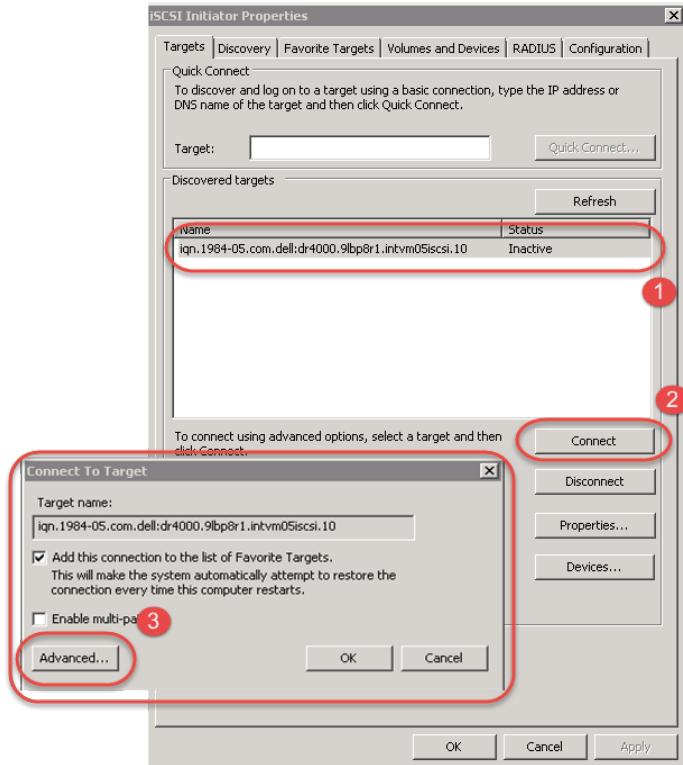 iSCSI Initiator Properties
Targets Discovery Favorite Targets Volumes and Devices RADIUS Configuration
Quick Connect
To discover and log on to a target using a basic connection, type the IP address or
DNS name of the target and then click Quick Connect.
Target: Quick Connect...
Discovered targets
Refresh
Name Status
iqn.1984-05.com.dell:dr4000.9lbp8r1.intvm05iscsi.10 Inactive
1
2
To connect using advanced options, select a target and then
click Connect.
Connect
Disconnect
Properties...
Devices...
Connect To Target
Target name:
iqn.1984-05.com.dell:dr4000.9lbp8r1.intvm05iscsi.10
Add this connection to the list of Favorite Targets.
This will make the system automatically attempt to restore the
connection every time this computer restarts.
Enable multi-pa
3
Advanced... OK Cancel
OK Cancel Apply